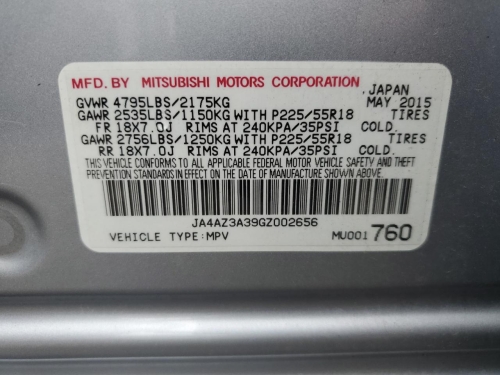 MFD. BY MITSUBISHI MOTORS CORPORATION JAPAN
GVWR 4795LBS/2175KG MAY 2015
GAWR 2535LBS/1150KG WITH P225/55R18 TIRES
FR 18X7.0J RIMS AT 240KPA/35PSI COLD.
GAWR 2756LBS/1250KG WITH P225/55R18 TIRES
RR 18X7.0J RIMS AT 240KPA/35PSI COLD.
THIS VEHICLE CONFORMS TO ALL APPLICABLE FEDERAL MOTOR VEHICLE SAFETY
AND THEFT PREVENTION STANDARDS IN EFFECT ON THE DATE OF MANUFACTURE SHOWN ABOVE.
JA4AZ3A39GZ002656
VEHICLE TYPE:MPV MU001 760